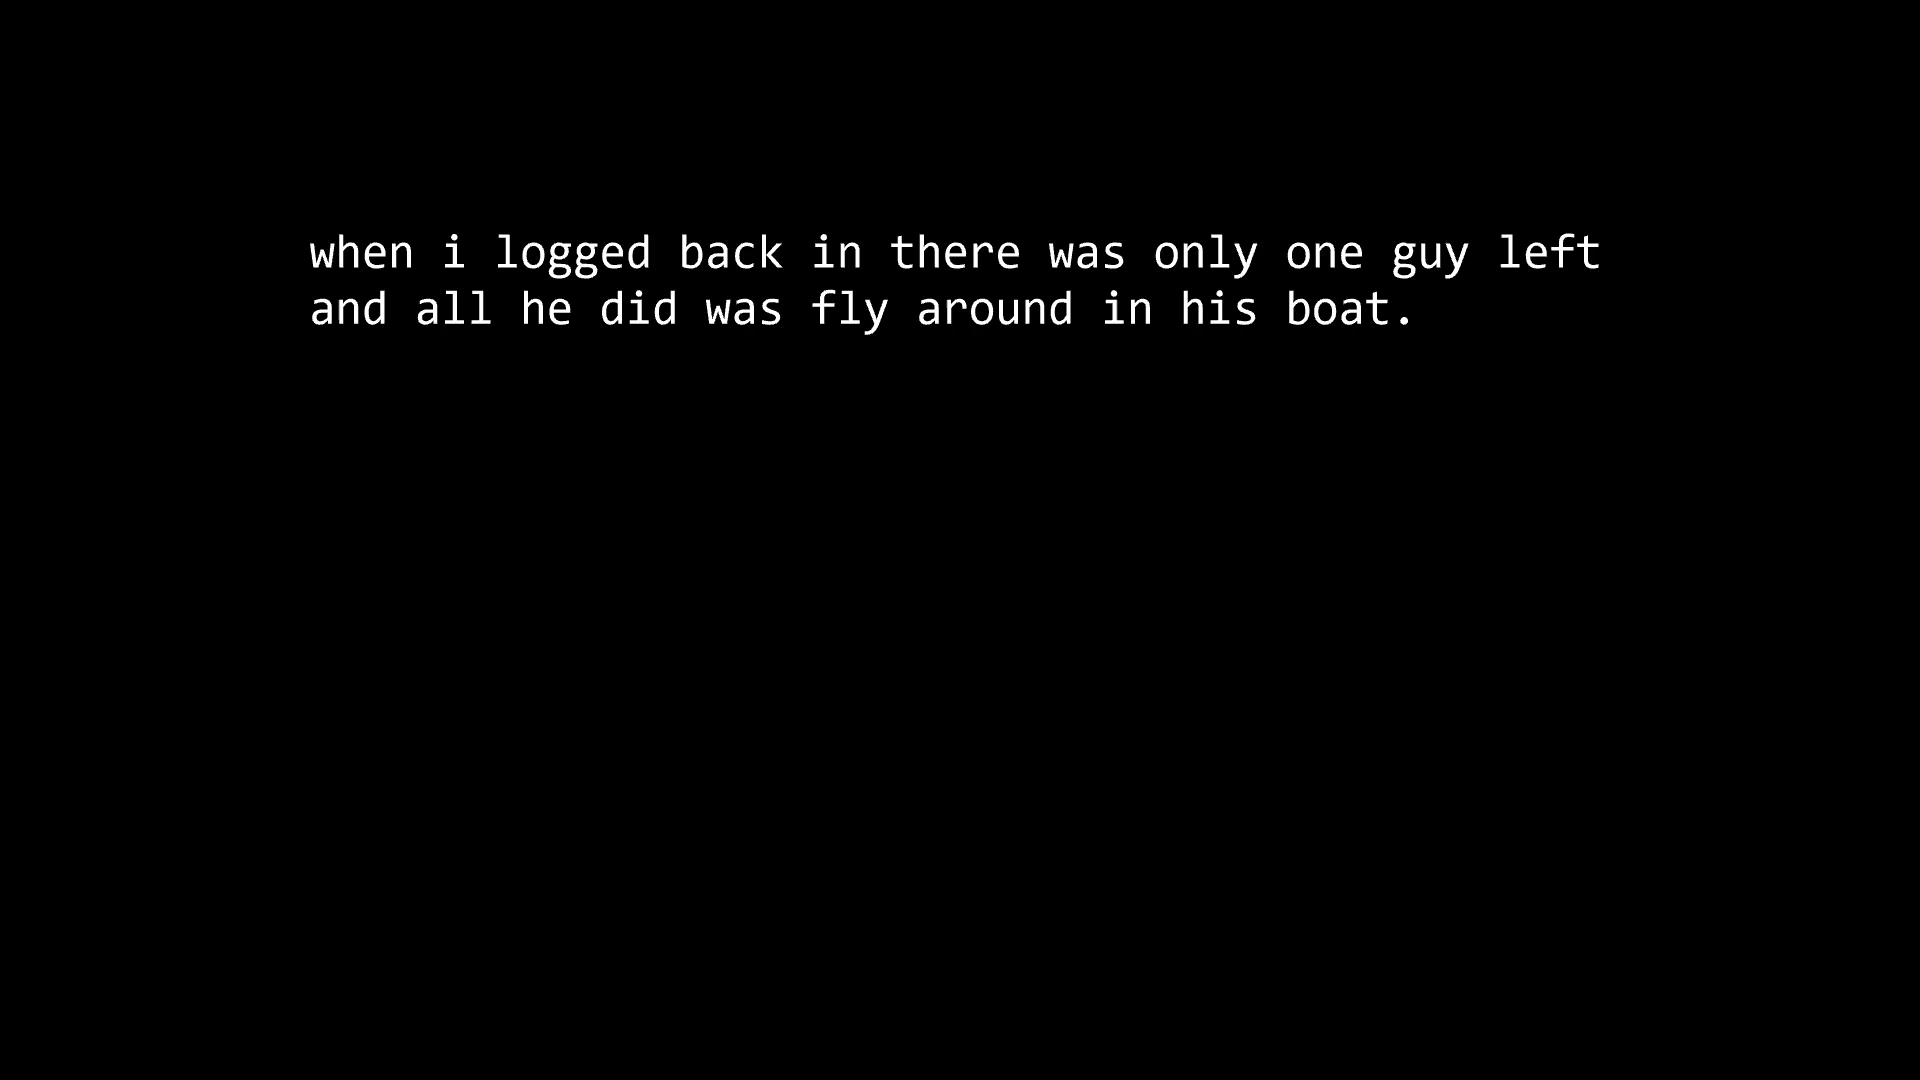 when i logged back in there was only one guy left
and all he did was fly around in his boat.